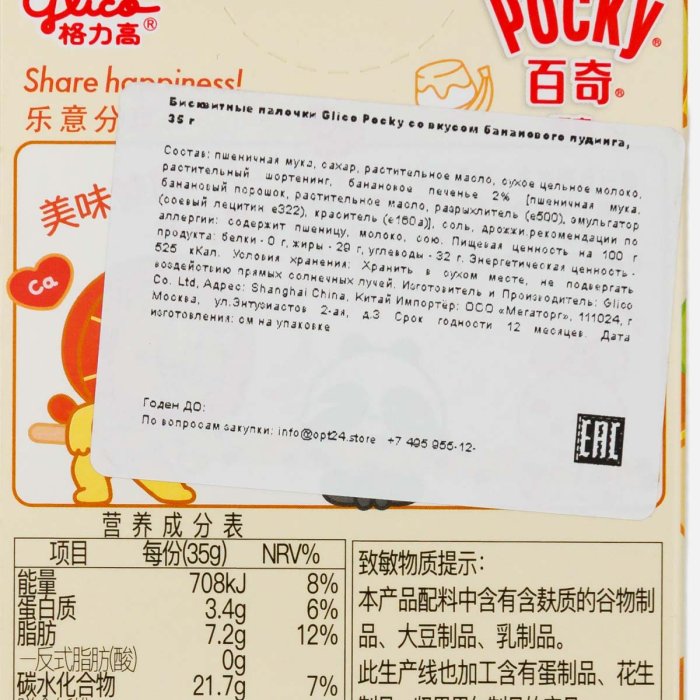 Glico
格力高®
Pocky®
百奇®
Share happiness!
乐意分
美味
Ca
Бисквитные палочки Glico Pocky со вкусом бананового пудинга,
35 г
Состав: пшеничная мука, сахар, растительное масло, сухое цельное молоко,
растительный шортенинг, банановое печенье 2% [пшеничная мука,
банановый порошок, растительное масло, разрыхлитель (е500), эмульгатор
(соевый лецитин е322), краситель (е160а)], соль, дрожжи.рекомендации по
аллергии: содержит пшеницу, молоко, сою. Пищевая ценность на 100 г
продукта: белки - 0 г, жиры - 29 г, углеводы - 32 г. Энергетическая ценность -
525 кКал. Условия хранения: Хранить в сухом месте, не подвергать
воздействию прямых солнечных лучей. Изготовитель и Производитель: Glico
Co. Ltd, Адрес: Shanghai China, Китай Импортёр: ООО «Мегаторг», 111024, г
Москва, ул.Энтузиастов 2-ая, д.3 Срок годности 12 месяцев. Дата
изготовления: см на упаковке
Годен ДО:
По вопросам закупки: info@opt24.store +7 495 955-12-
EAC
营养成分表
项目 每份(35g) NRV%
能量 708kJ 8%
蛋白质 3.4g 6%
脂肪 7.2g 12%
—反式脂肪(酸) 0g
碳水化合物 21.7g 7%
致敏物质提示:
本产品配料中含有含麸质的谷物制
品、大豆制品、乳制品。
此生产线也加工含有蛋制品、花生